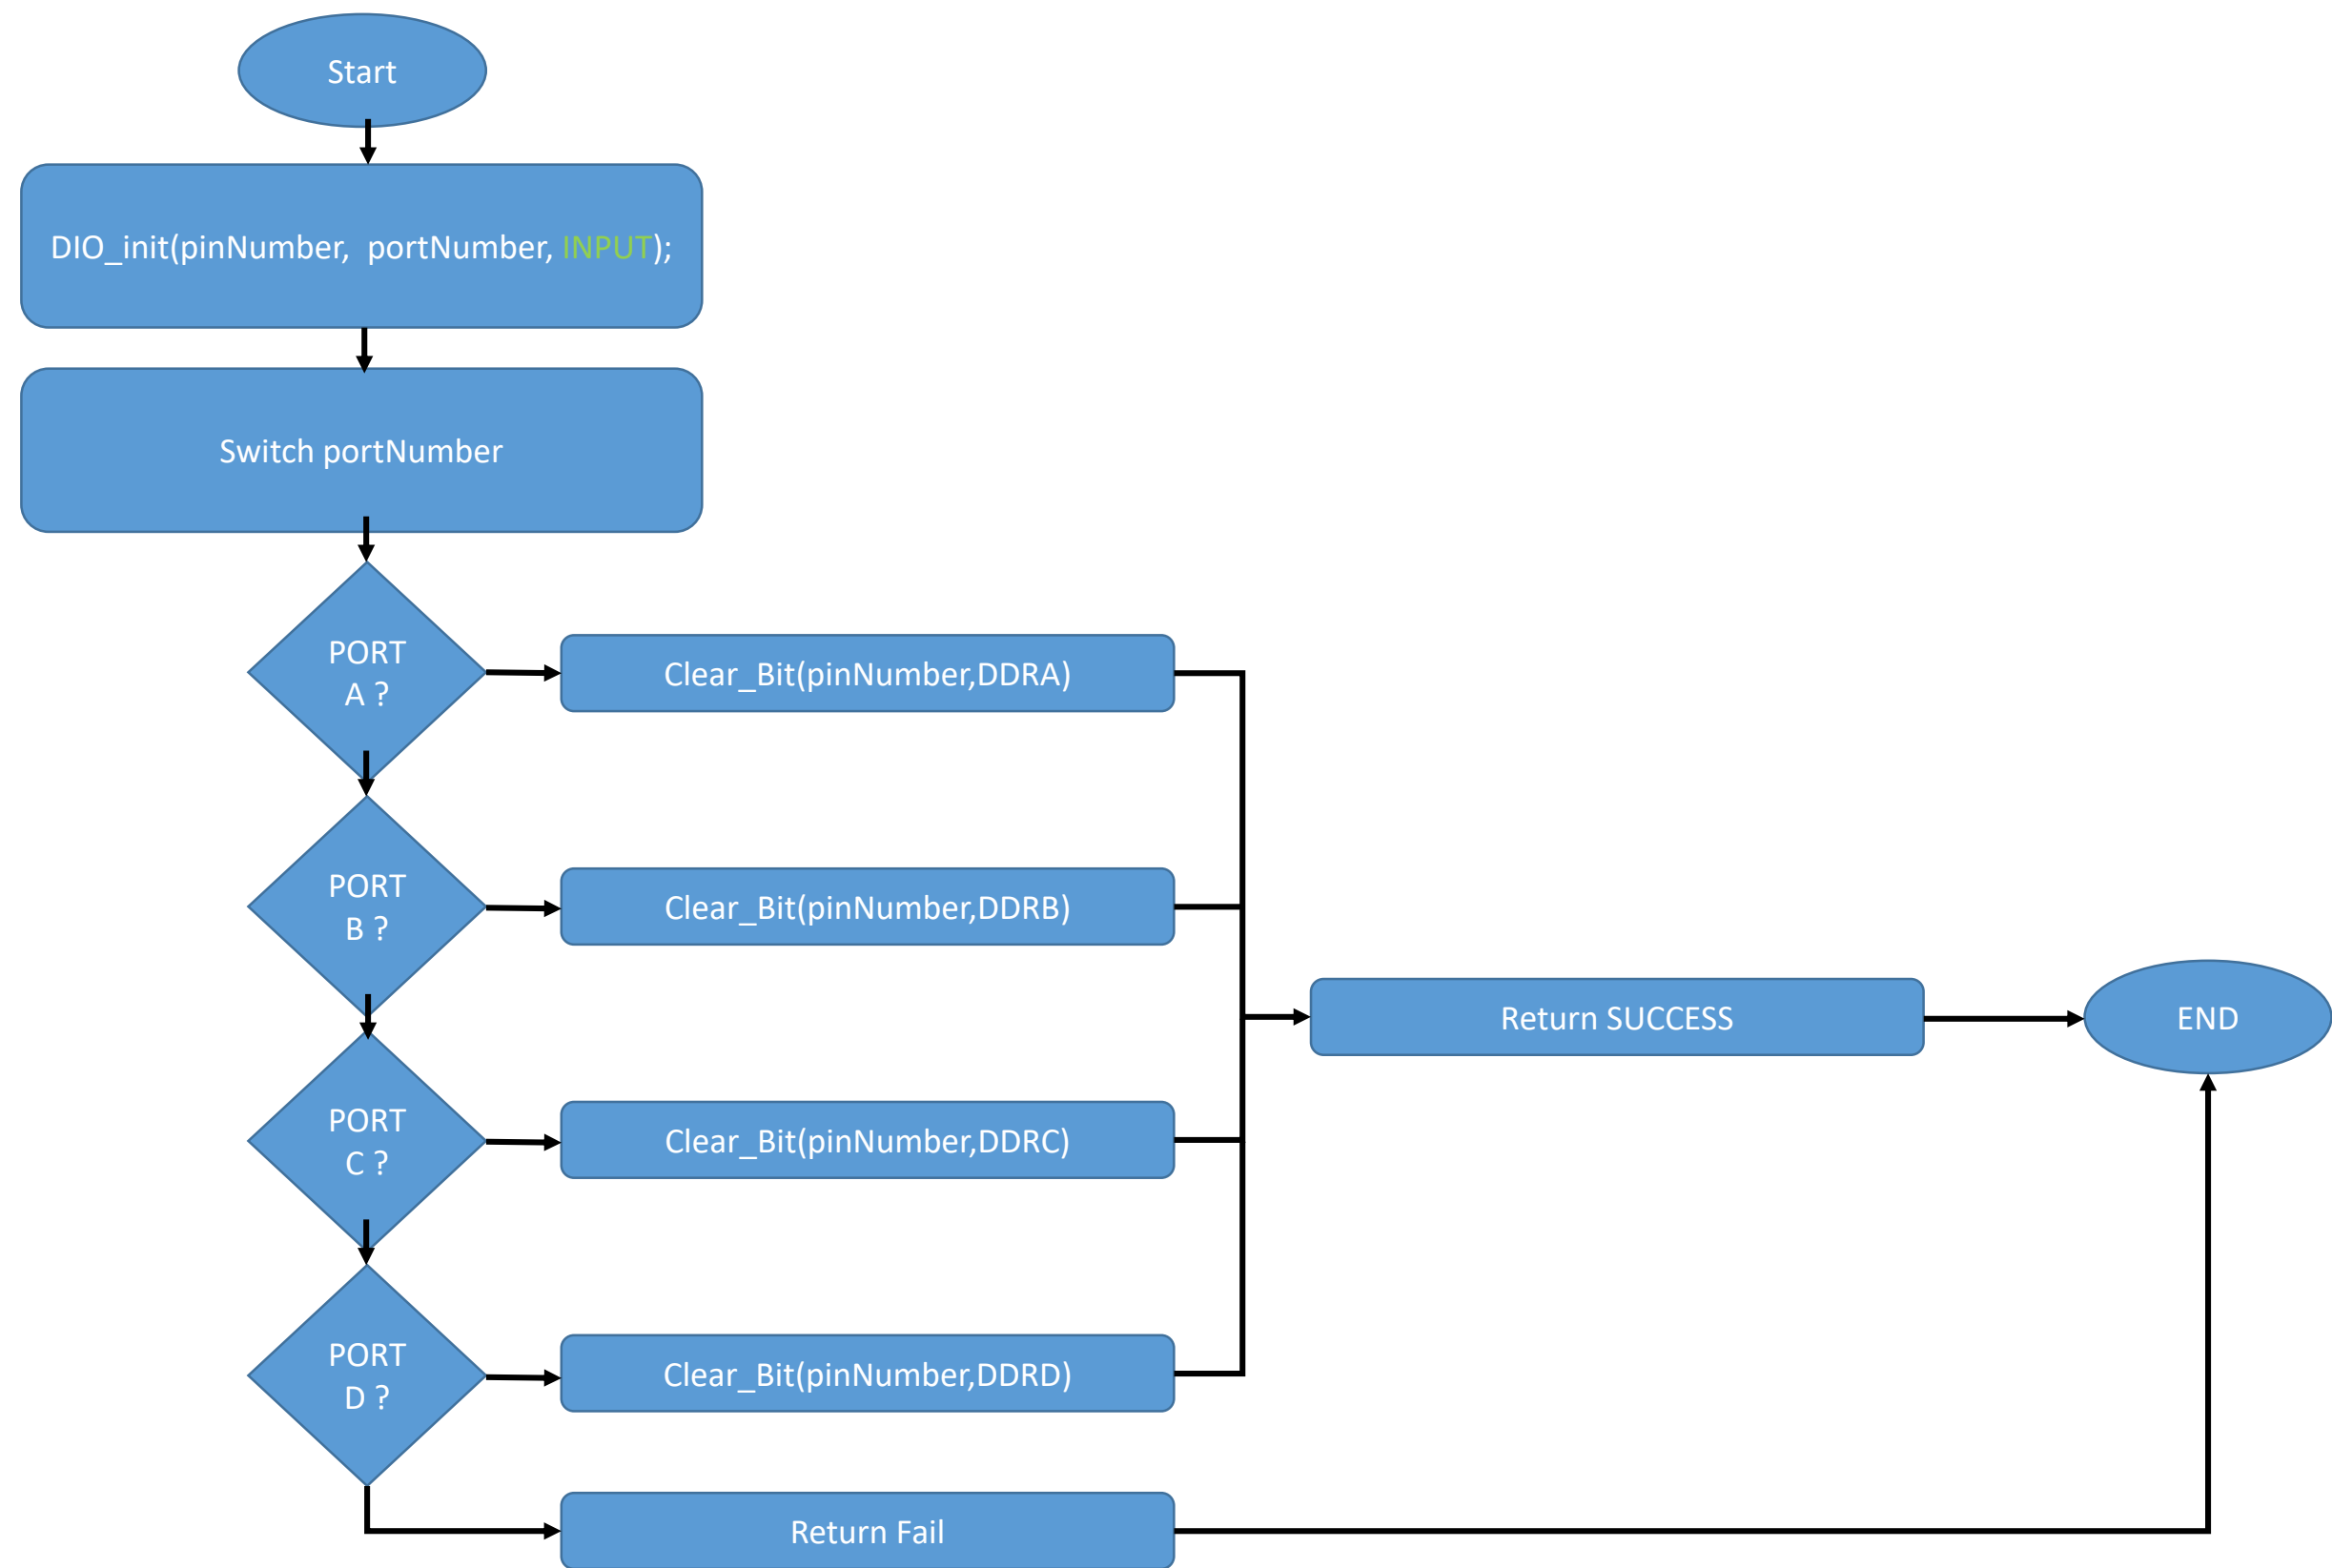 Start
DIO_init(pinNumber,  portNumber, INPUT);
Switch portNumber
PORT
A ?
Clear_Bit(pinNumber,DDRA)
PORT
B ?
Clear_Bit(pinNumber,DDRB)
Return SUCCESS
END
PORT
C ?
Clear_Bit(pinNumber,DDRC)
PORT
D ?
Clear_Bit(pinNumber,DDRD)
Return Fail